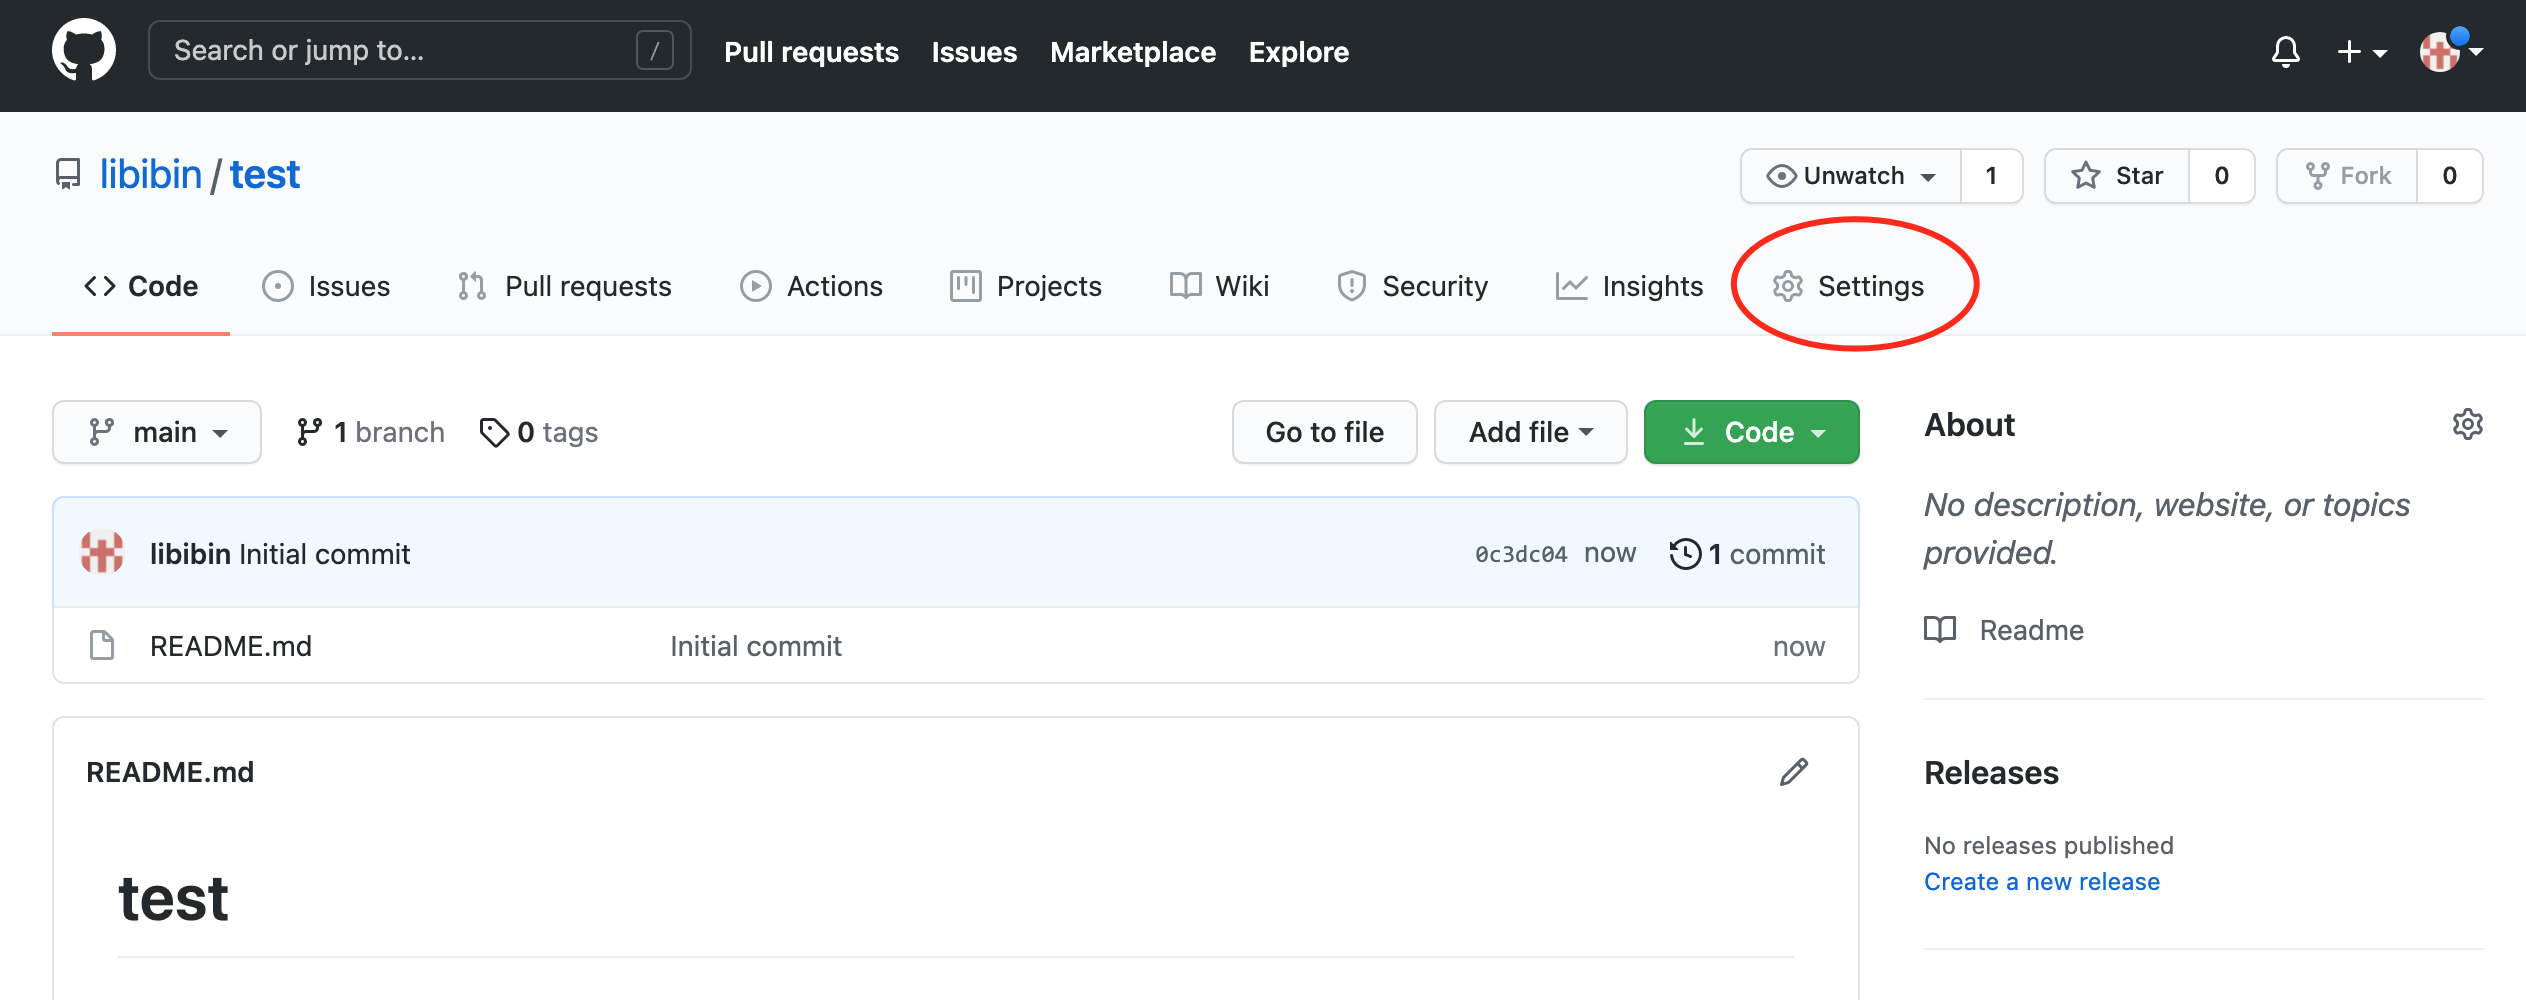 Search or jump to... /
Pull requests Issues Marketplace Explore
libibin / test
Unwatch 1 Star 0 Fork 0
Code Issues Pull requests Actions Projects Wiki Security Insights Settings
main 1 branch 0 tags
Go to file Add file Code
libibin Initial commit 0c3dc04 now 1 commit
README.md Initial commit now
README.md
test
About
No description, website, or topics
provided.
Readme
Releases
No releases published
Create a new release